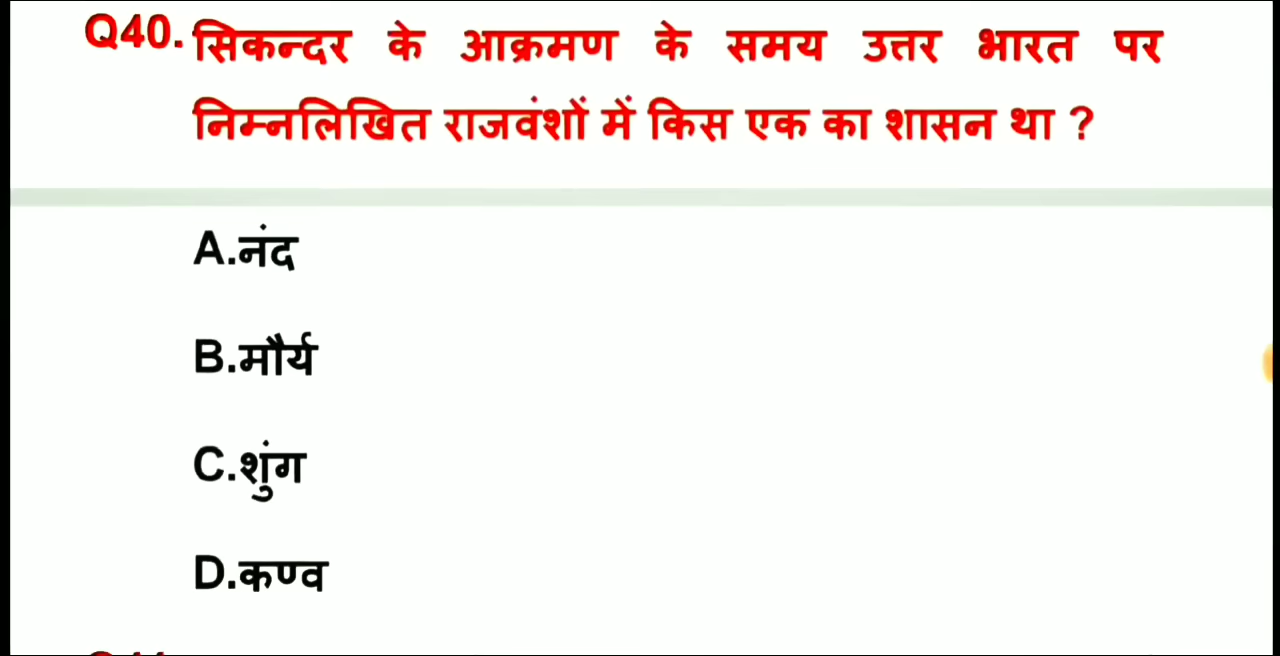 Q40. सिकन्दर के आक्रमण के समय उत्तर भारत पर
निम्नलिखित राजवंशों में किस एक का शासन था ?
A.नंद
B.मौर्य
C.शुंग
D.कण्व